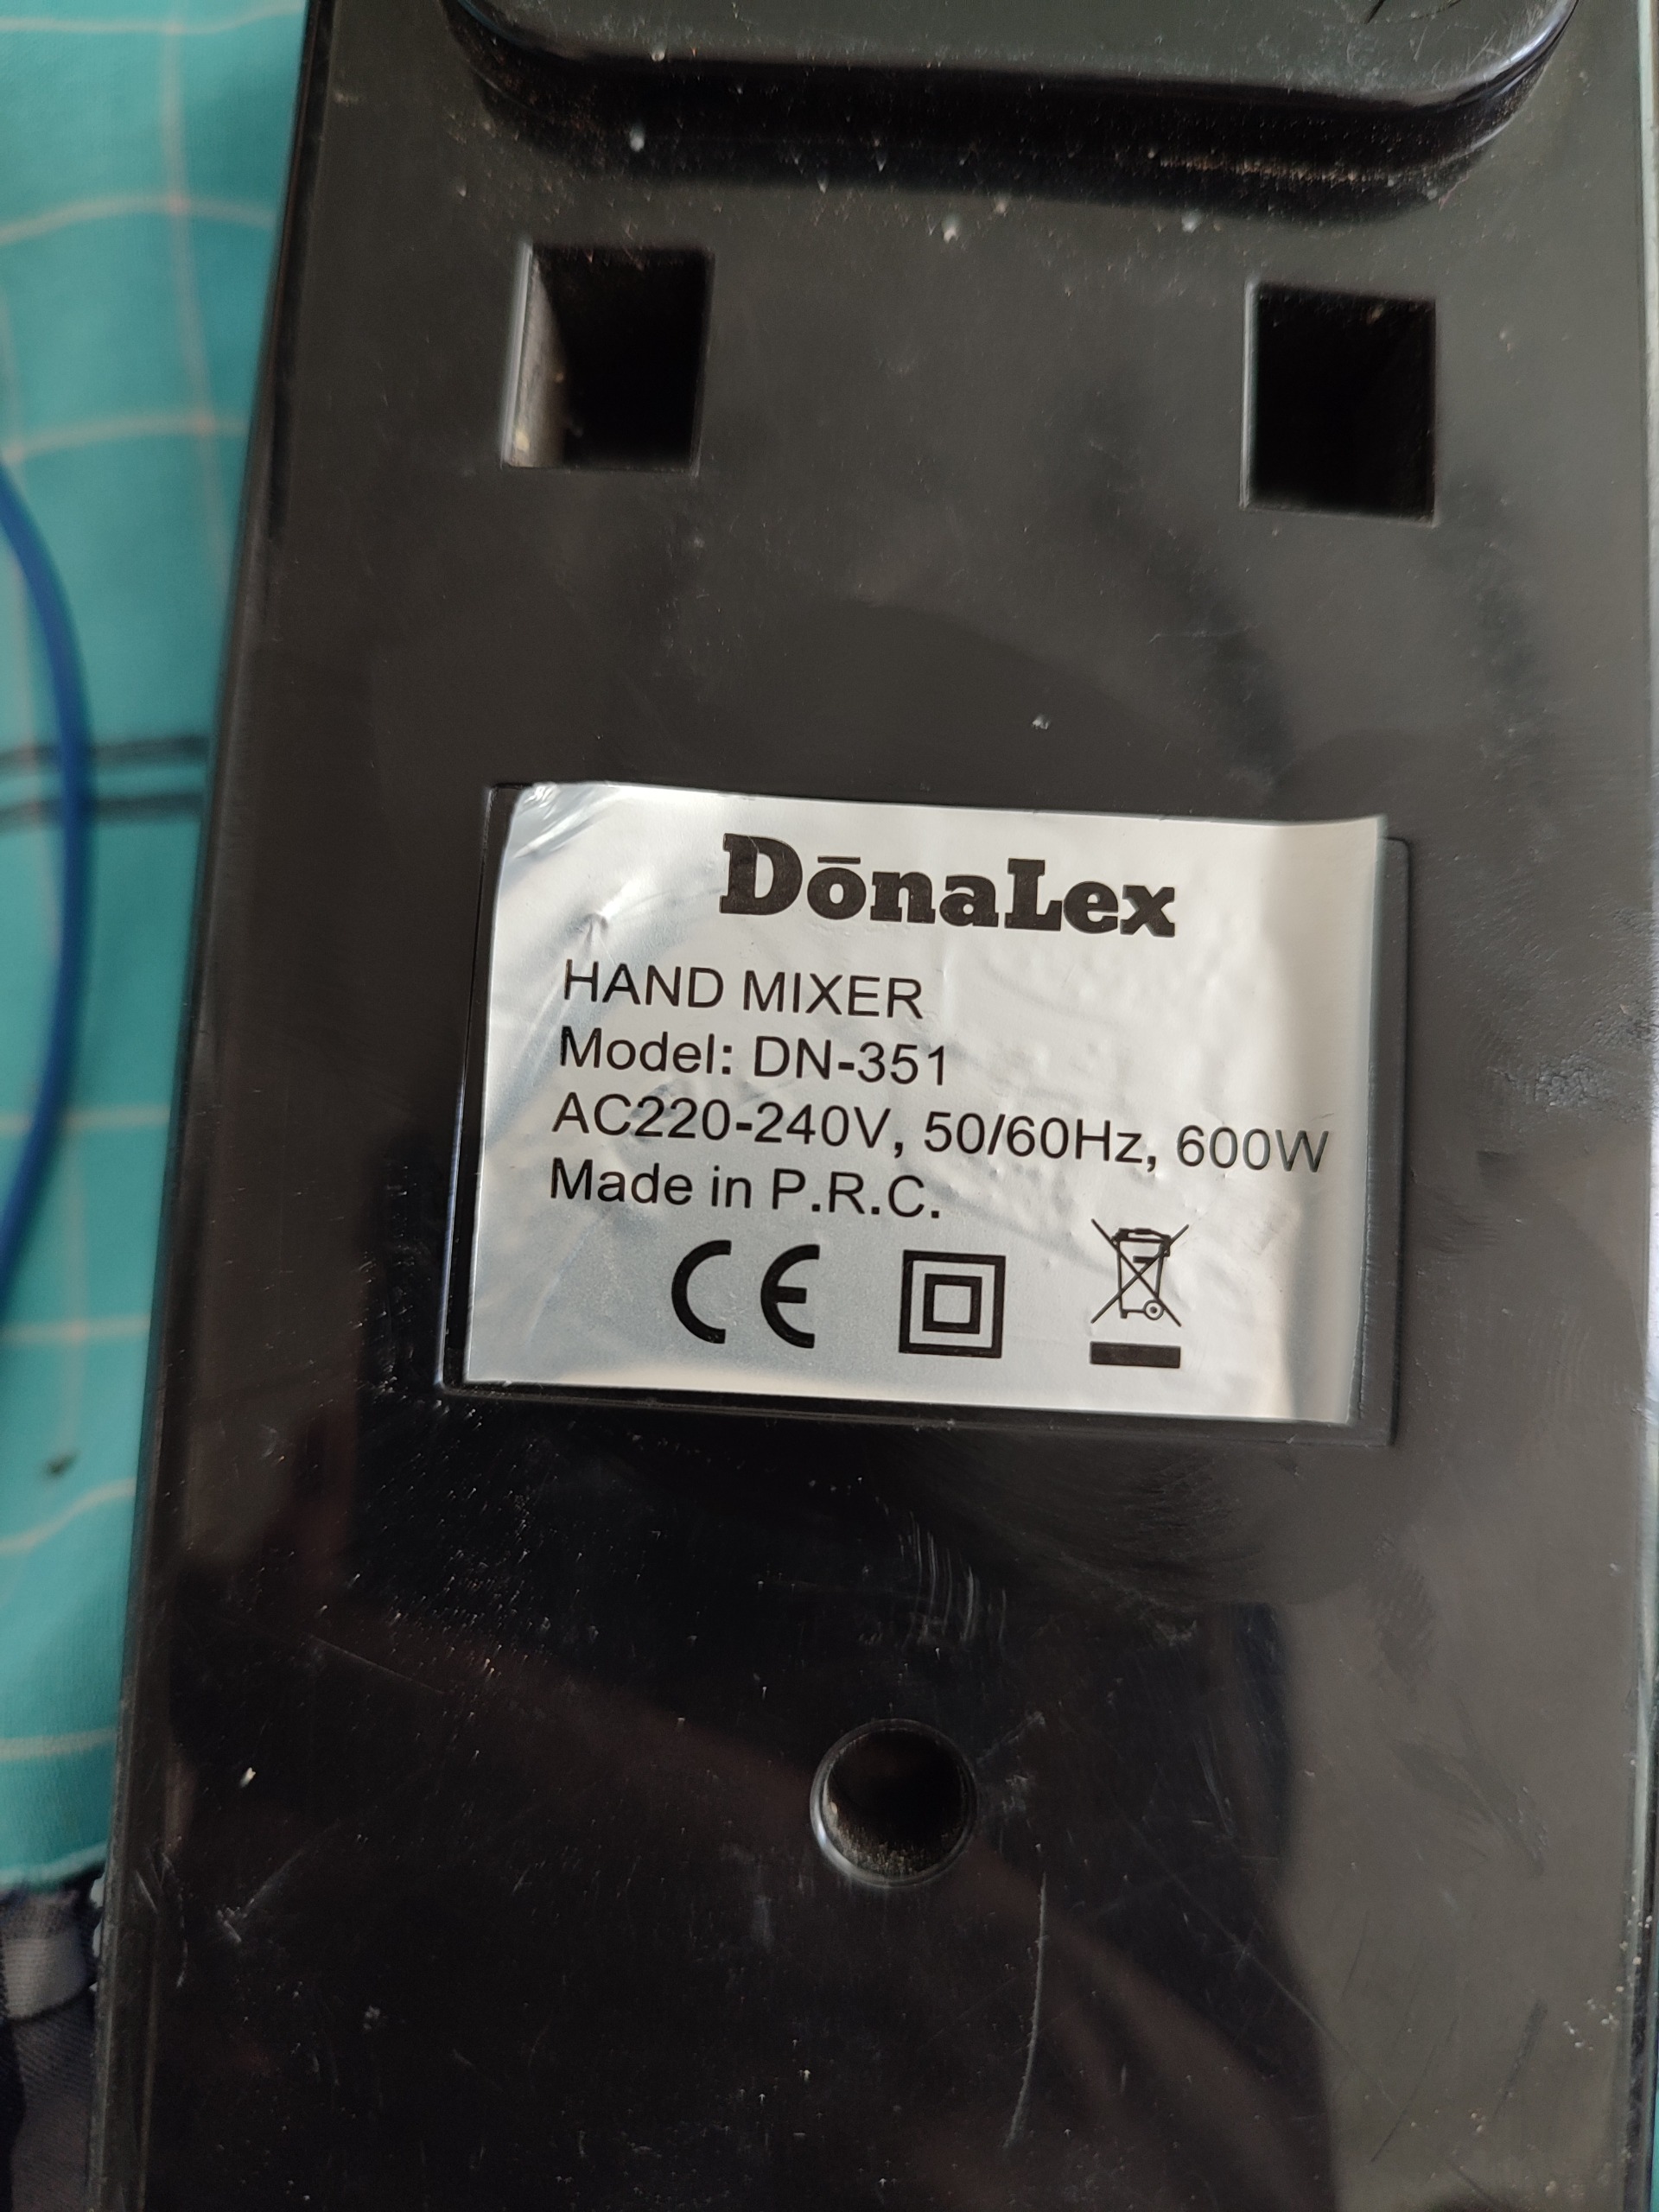 DōnaLex
HAND MIXER
Model: DN-351
AC220-240V, 50/60Hz, 600W
Made in P.R.C.
CE